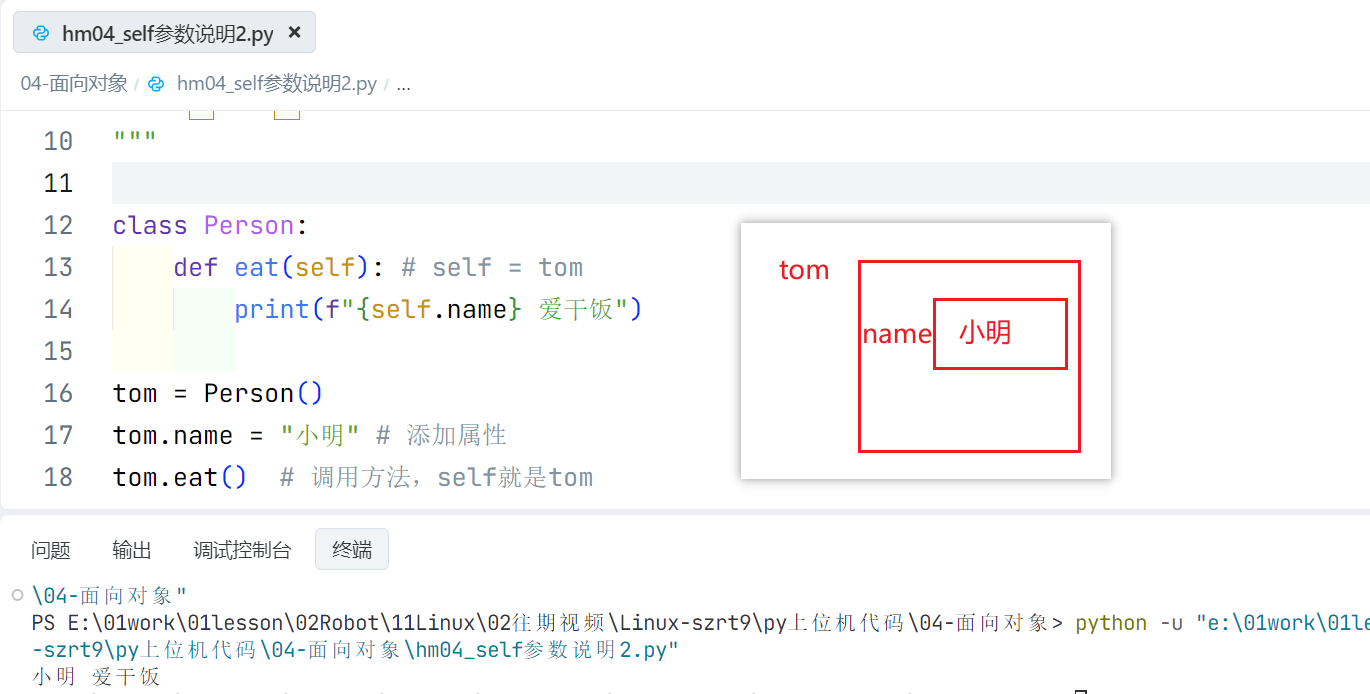 hm04_self参数说明2.py ×
04-面向对象 / hm04_self参数说明2.py / ...
10 """
11
12 class Person:
13 def eat(self): # self = tom
14 print(f"{self.name} 爱干饭")
15
16 tom = Person()
17 tom.name = "小明" # 添加属性
18 tom.eat() # 调用方法，self就是tom
tom
name 小明
问题 输出 调试控制台 终端
\04-面向对象"
PS E:\01work\01lesson\02Robot\11Linux\02往期视频\Linux-szrt9\py上位机代码\04-面向对象> python -u "e:\01work\01le
-szrt9\py上位机代码\04-面向对象\hm04_self参数说明2.py"
小明 爱干饭